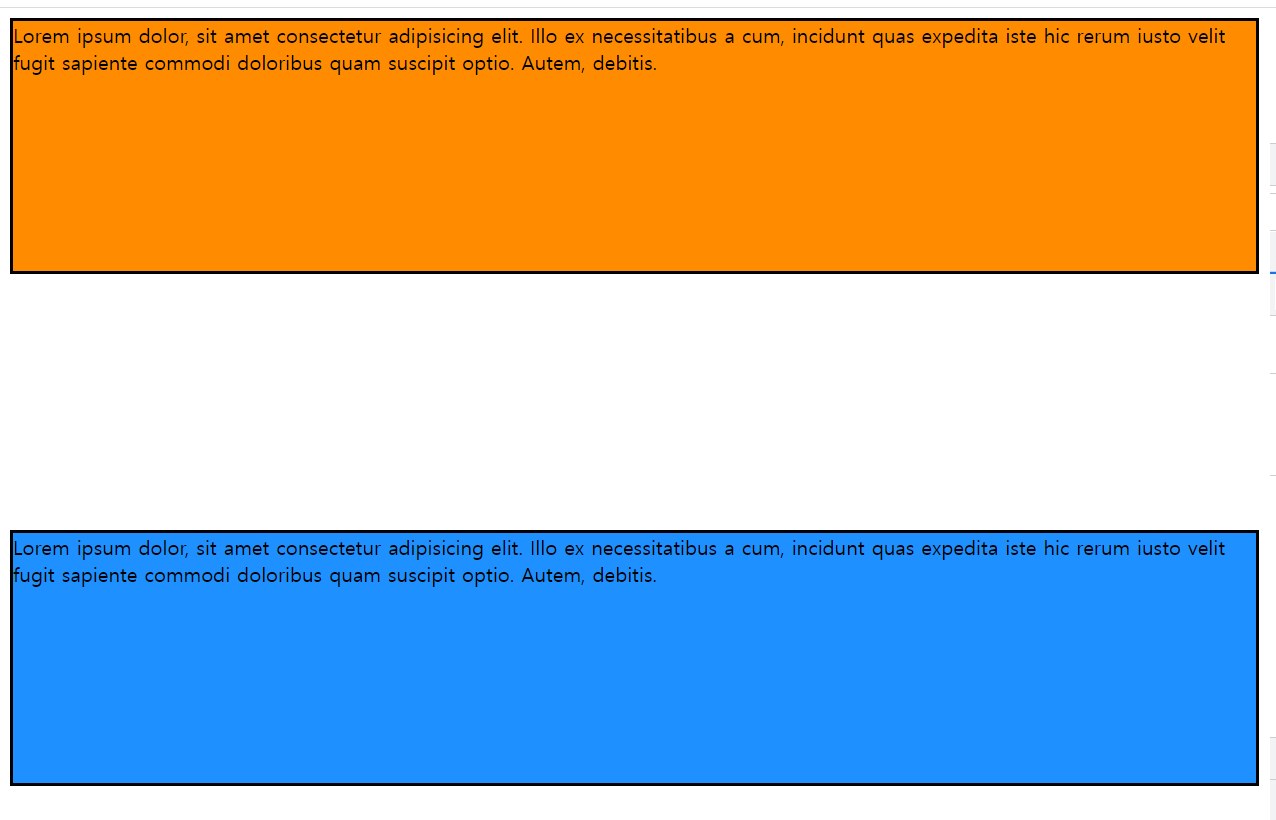 Lorem ipsum dolor, sit amet consectetur adipisicing elit. Illo ex necessitatibus a cum, incidunt quas expedita iste hic rerum iusto velit
fugit sapiente commodi doloribus quam suscipit optio. Autem, debitis.
Lorem ipsum dolor, sit amet consectetur adipisicing elit. Illo ex necessitatibus a cum, incidunt quas expedita iste hic rerum iusto velit
fugit sapiente commodi doloribus quam suscipit optio. Autem, debitis.